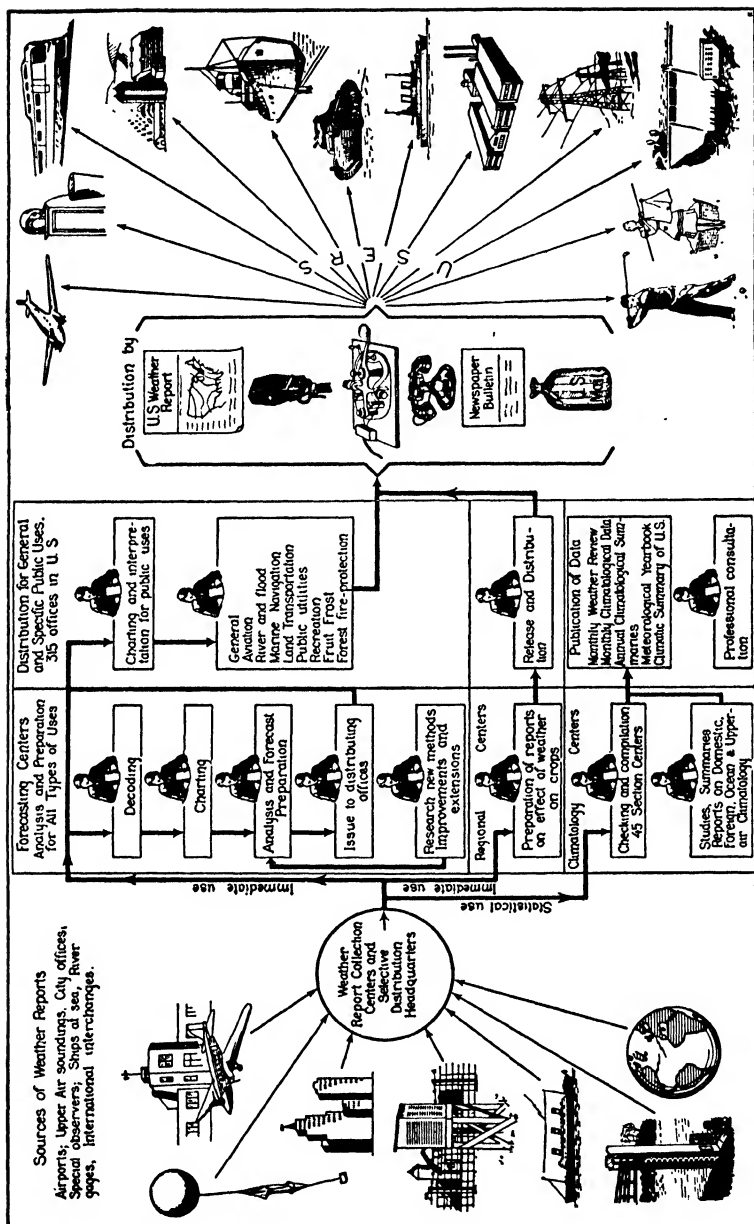 Sources of Weather Reports
Airports; Upper Air soundings, City offices;
Special observers; Ships at sea, River
gages, International interchanges.
Weather
Report Collection
Centers and
Selective
Distribution
Headquarters
Immediate use
Immediate use
Statistical use
Forecasting Centers
Analysis and Preparation
for All Types of Uses
Decoding
Charting
Analysis and Forecast
Preparation
Issue to distributing
offices
Research new methods
Improvements and
extensions
Regional Centers
Preparation of reports
on effect of weather
on crops
Climatology Centers
Checking and compilation
45 Section Centers
Studies, Summaries
Reports on Domestic,
Foreign, Ocean & Upper-
air Climatology
Distribution for General
and Specific Public Uses.
315 offices in U. S
Charting and interpre-
tation for public uses
General
Aviation
River and flood
Marine Navigation
Land Transportation
Public utilities
Recreation
Fruit Frost
Forest fire-protection
Release and Distribu-
tion
Publication of Data
Monthly Weather Review
Monthly Climatological Data
Annual Climatological Sum-
maries
Meteorological Yearbook
Climatic Summary of U.S.
Professional consulta-
tion
Distribution by
U.S Weather
Report
Newspaper
Bulletin
U.S.
Mail
USERS